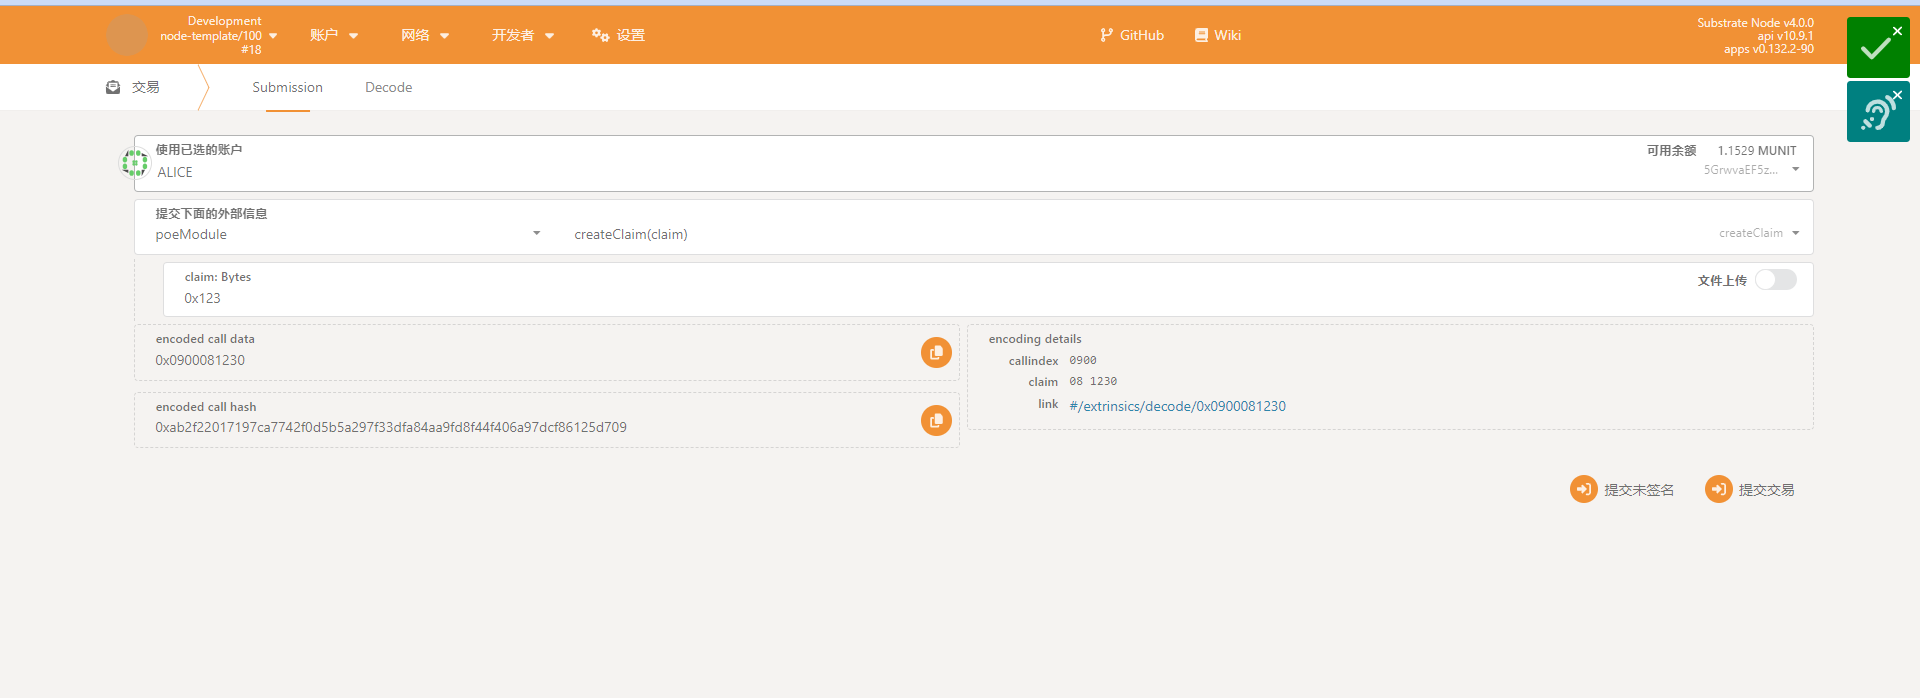 Development
node-template/100
#18
账户
网络
开发者
设置
GitHub
Wiki
Substrate Node v4.0.0
api v10.9.1
apps v0.132.2-90
交易
Submission
Decode
使用已选的账户
ALICE
可用余额 1.1529 MUNIT
5GrwvaEF5z...
提交下面的外部信息
poeModule
createClaim(claim)
createClaim
claim: Bytes
0x123
文件上传
encoded call data
0x0900081230
encoded call hash
0xab2f22017197ca7742f0d5b5a297f33dfa84aa9fd8f44f406a97dcf86125d709
encoding details
callindex 0900
claim 08 1230
link #/extrinsics/decode/0x0900081230
提交未签名
提交交易